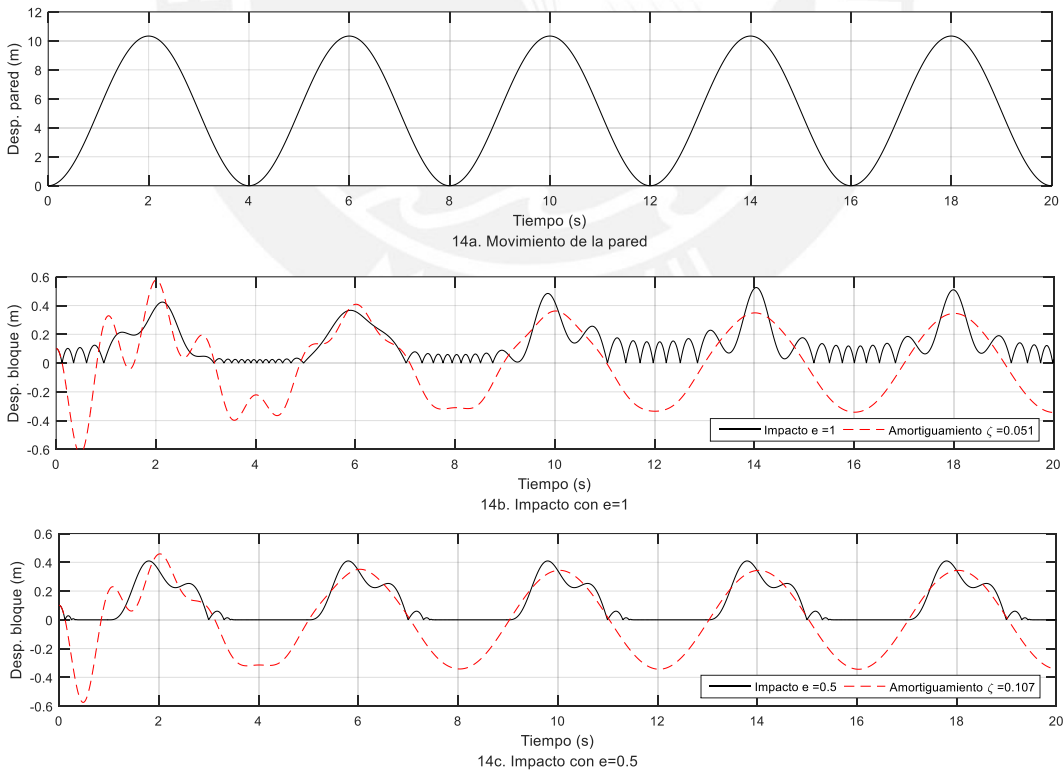 12
10
8
6
4
2
0
Desp. pared (m)
0 2 4 6 8 10 12 14 16 18 20
Tiempo (s)
14a. Movimiento de la pared
0.6
0.4
0.2
0
-0.2
-0.4
-0.6
Desp. bloque (m)
Impacto e =1 Amortiguamiento ζ =0.051
0 2 4 6 8 10 12 14 16 18 20
Tiempo (s)
14b. Impacto con e=1
0.6
0.4
0.2
0
-0.2
-0.4
-0.6
Desp. bloque (m)
Impacto e =0.5 Amortiguamiento ζ =0.107
0 2 4 6 8 10 12 14 16 18 20
Tiempo (s)
14c. Impacto con e=0.5